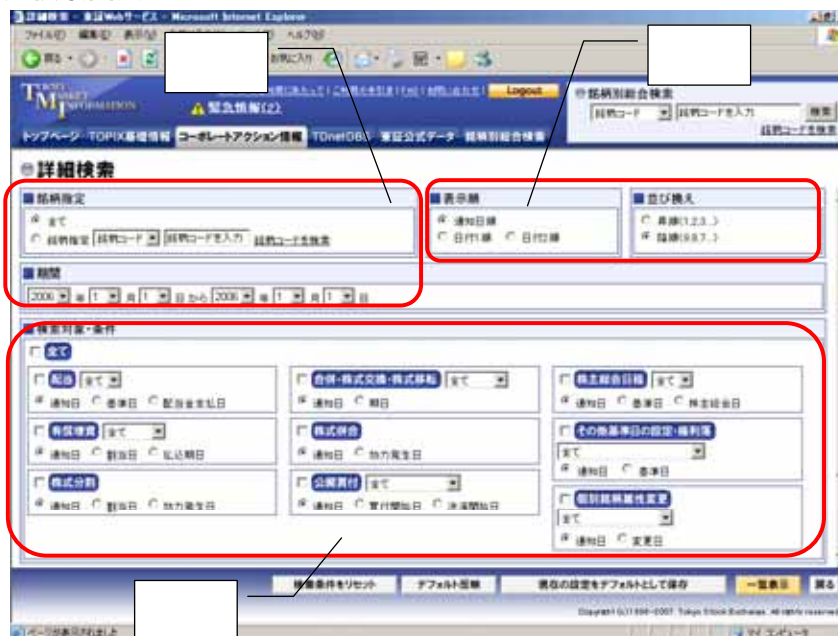 詳細検索 - 東証Webサービス - Microsoft Internet Explorer
ファイル(F) 編集(E) 表示(V)
ヘルプ(H)
戻る
お気に入り
TOKYO MARKET INFORMATION
Logout
緊急情報(2)
銘柄別総合検索
銘柄コード 銘柄コードを入力 検索
銘柄コードを検索
トップページ TOPIX基礎情報 コーポレートアクション情報 TDnetDBS 東証公式データ 銘柄別総合検索
詳細検索
銘柄指定 表示順 並び換え
全て 通知日順 昇順(1,2,3...)
銘柄指定 銘柄コード 銘柄コードを入力 銘柄コードを検索 日付1順 日付2順 降順(9,8,7...)
期間
2006 年 1 月 1 日 から 2006 年 1 月 1 日
検索対象・条件
全て
配当 全て 合併・株式交換・株式移転 全て 株主総会日程 全て
通知日 基準日 配当金支払日 通知日 期日 通知日 基準日 株主総会日
有償増資 全て 株式併合 その他基準日の設定・権利落
通知日 割当日 払込期日 通知日 効力発生日 全て
通知日 基準日
株式分割 公開買付 全て 個別銘柄属性変更
通知日 割当日 効力発生日 通知日 買付開始日 決済開始日 全て
通知日 変更日
検索条件をリセット デフォルト反映 現在の設定をデフォルトとして保存 一覧表示 戻る
Copyright (c) 1998-2007 Tokyo Stock Exchange. All rights reserved
ページが表示されました
マイ コンピュータ